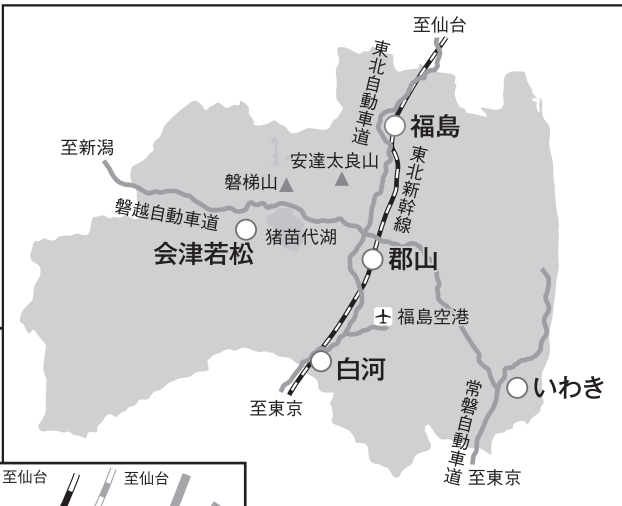 至仙台
東北自動車道
福島
至新潟
安達太良山
磐梯山
東北新幹線
磐越自動車道
猪苗代湖
会津若松
郡山
福島空港
白河
いわき
至東京
常磐自動車道
至東京
至仙台
至仙台